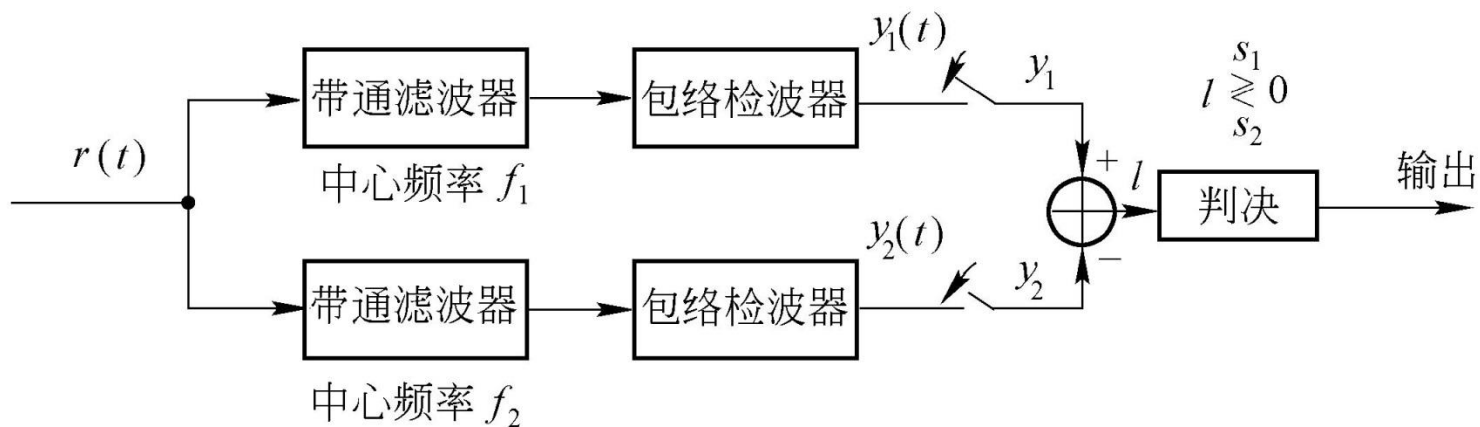 r(t)
带通滤波器
中心频率 f₁
包络检波器
y₁(t)
y₁
带通滤波器
中心频率 f₂
包络检波器
y₂(t)
y₂
+
−
l
s₁
l ≷ 0
s₂
判决
输出